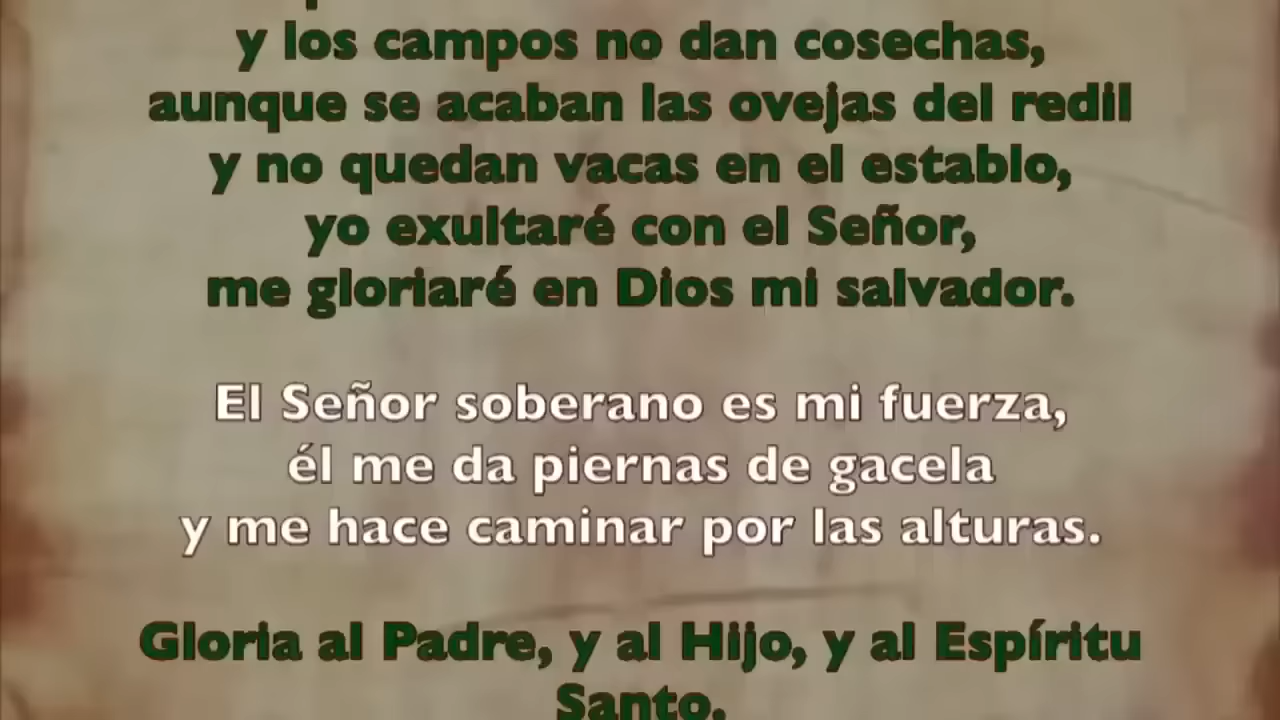 y los campos no dan cosechas,
aunque se acaban las ovejas del redil
y no quedan vacas en el establo,
yo exultaré con el Señor,
me gloriaré en Dios mi salvador.
El Señor soberano es mi fuerza,
él me da piernas de gacela
y me hace caminar por las alturas.
Gloria al Padre, y al Hijo, y al Espíritu
Santo.